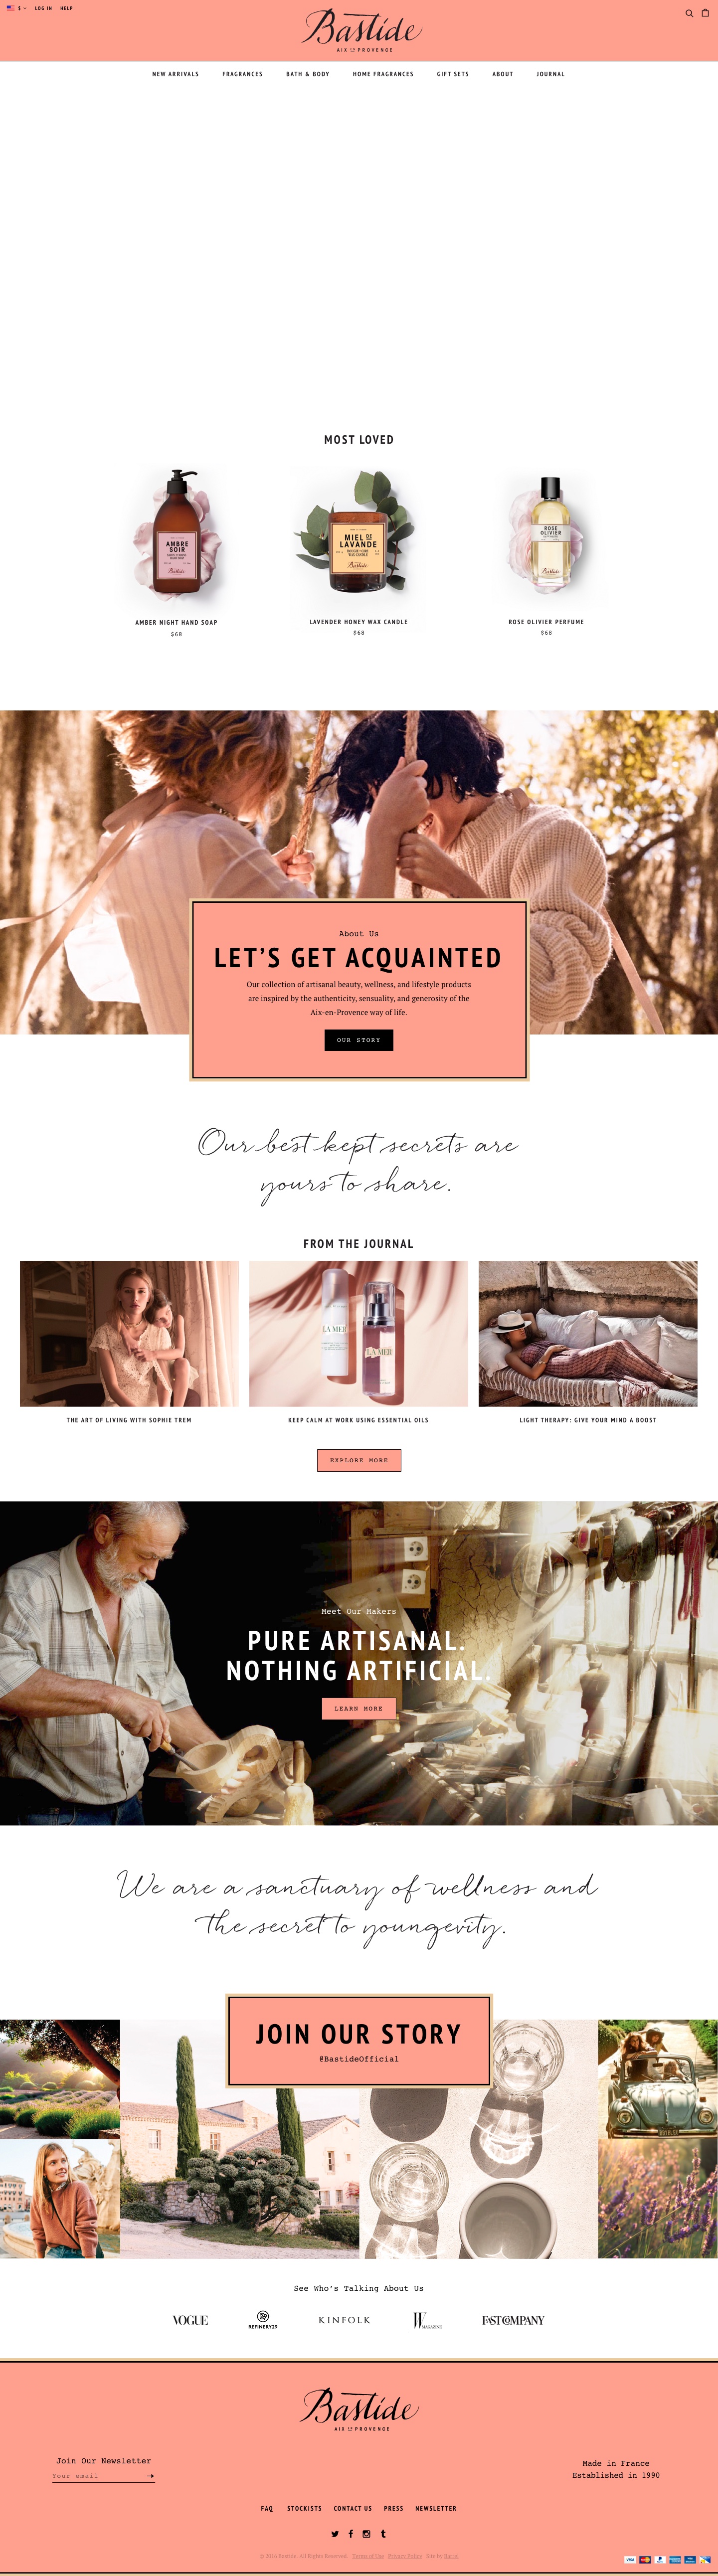 $
LOG IN
HELP
Bastide
AIX EN PROVENCE
NEW ARRIVALS
FRAGRANCES
BATH & BODY
HOME FRAGRANCES
GIFT SETS
ABOUT
JOURNAL
MOST LOVED
AMBRE
SOIR
Bastide
MIEL DE
LAVANDE
Bastide
ROSE
OLIVIER
Bastide
AMBER NIGHT HAND SOAP
$68
LAVENDER HONEY WAX CANDLE
$68
ROSE OLIVIER PERFUME
$68
About Us
LET’S GET ACQUAINTED
Our collection of artisanal beauty, wellness, and lifestyle products
are inspired by the authenticity, sensuality, and generosity of the
Aix-en-Provence way of life.
OUR STORY
Our best kept secrets are
yours to share.
FROM THE JOURNAL
LA MER
LA MER
THE ART OF LIVING WITH SOPHIE TREM
KEEP CALM AT WORK USING ESSENTIAL OILS
LIGHT THERAPY: GIVE YOUR MIND A BOOST
EXPLORE MORE
Meet Our Makers
PURE ARTISANAL.
NOTHING ARTIFICIAL.
LEARN MORE
We are a sanctuary of wellness and
the secret to youngevity.
JOIN OUR STORY
@BastideOfficial
See Who’s Talking About Us
VOGUE
REFINERY29
KINFOLK
W MAGAZINE
FAST COMPANY
Bastide
AIX EN PROVENCE
Join Our Newsletter
Your email
Made in France
Established in 1990
FAQ
STOCKISTS
CONTACT US
PRESS
NEWSLETTER
© 2016 Bastide. All Rights Reserved. Terms of Use Privacy Policy Site by
VISA